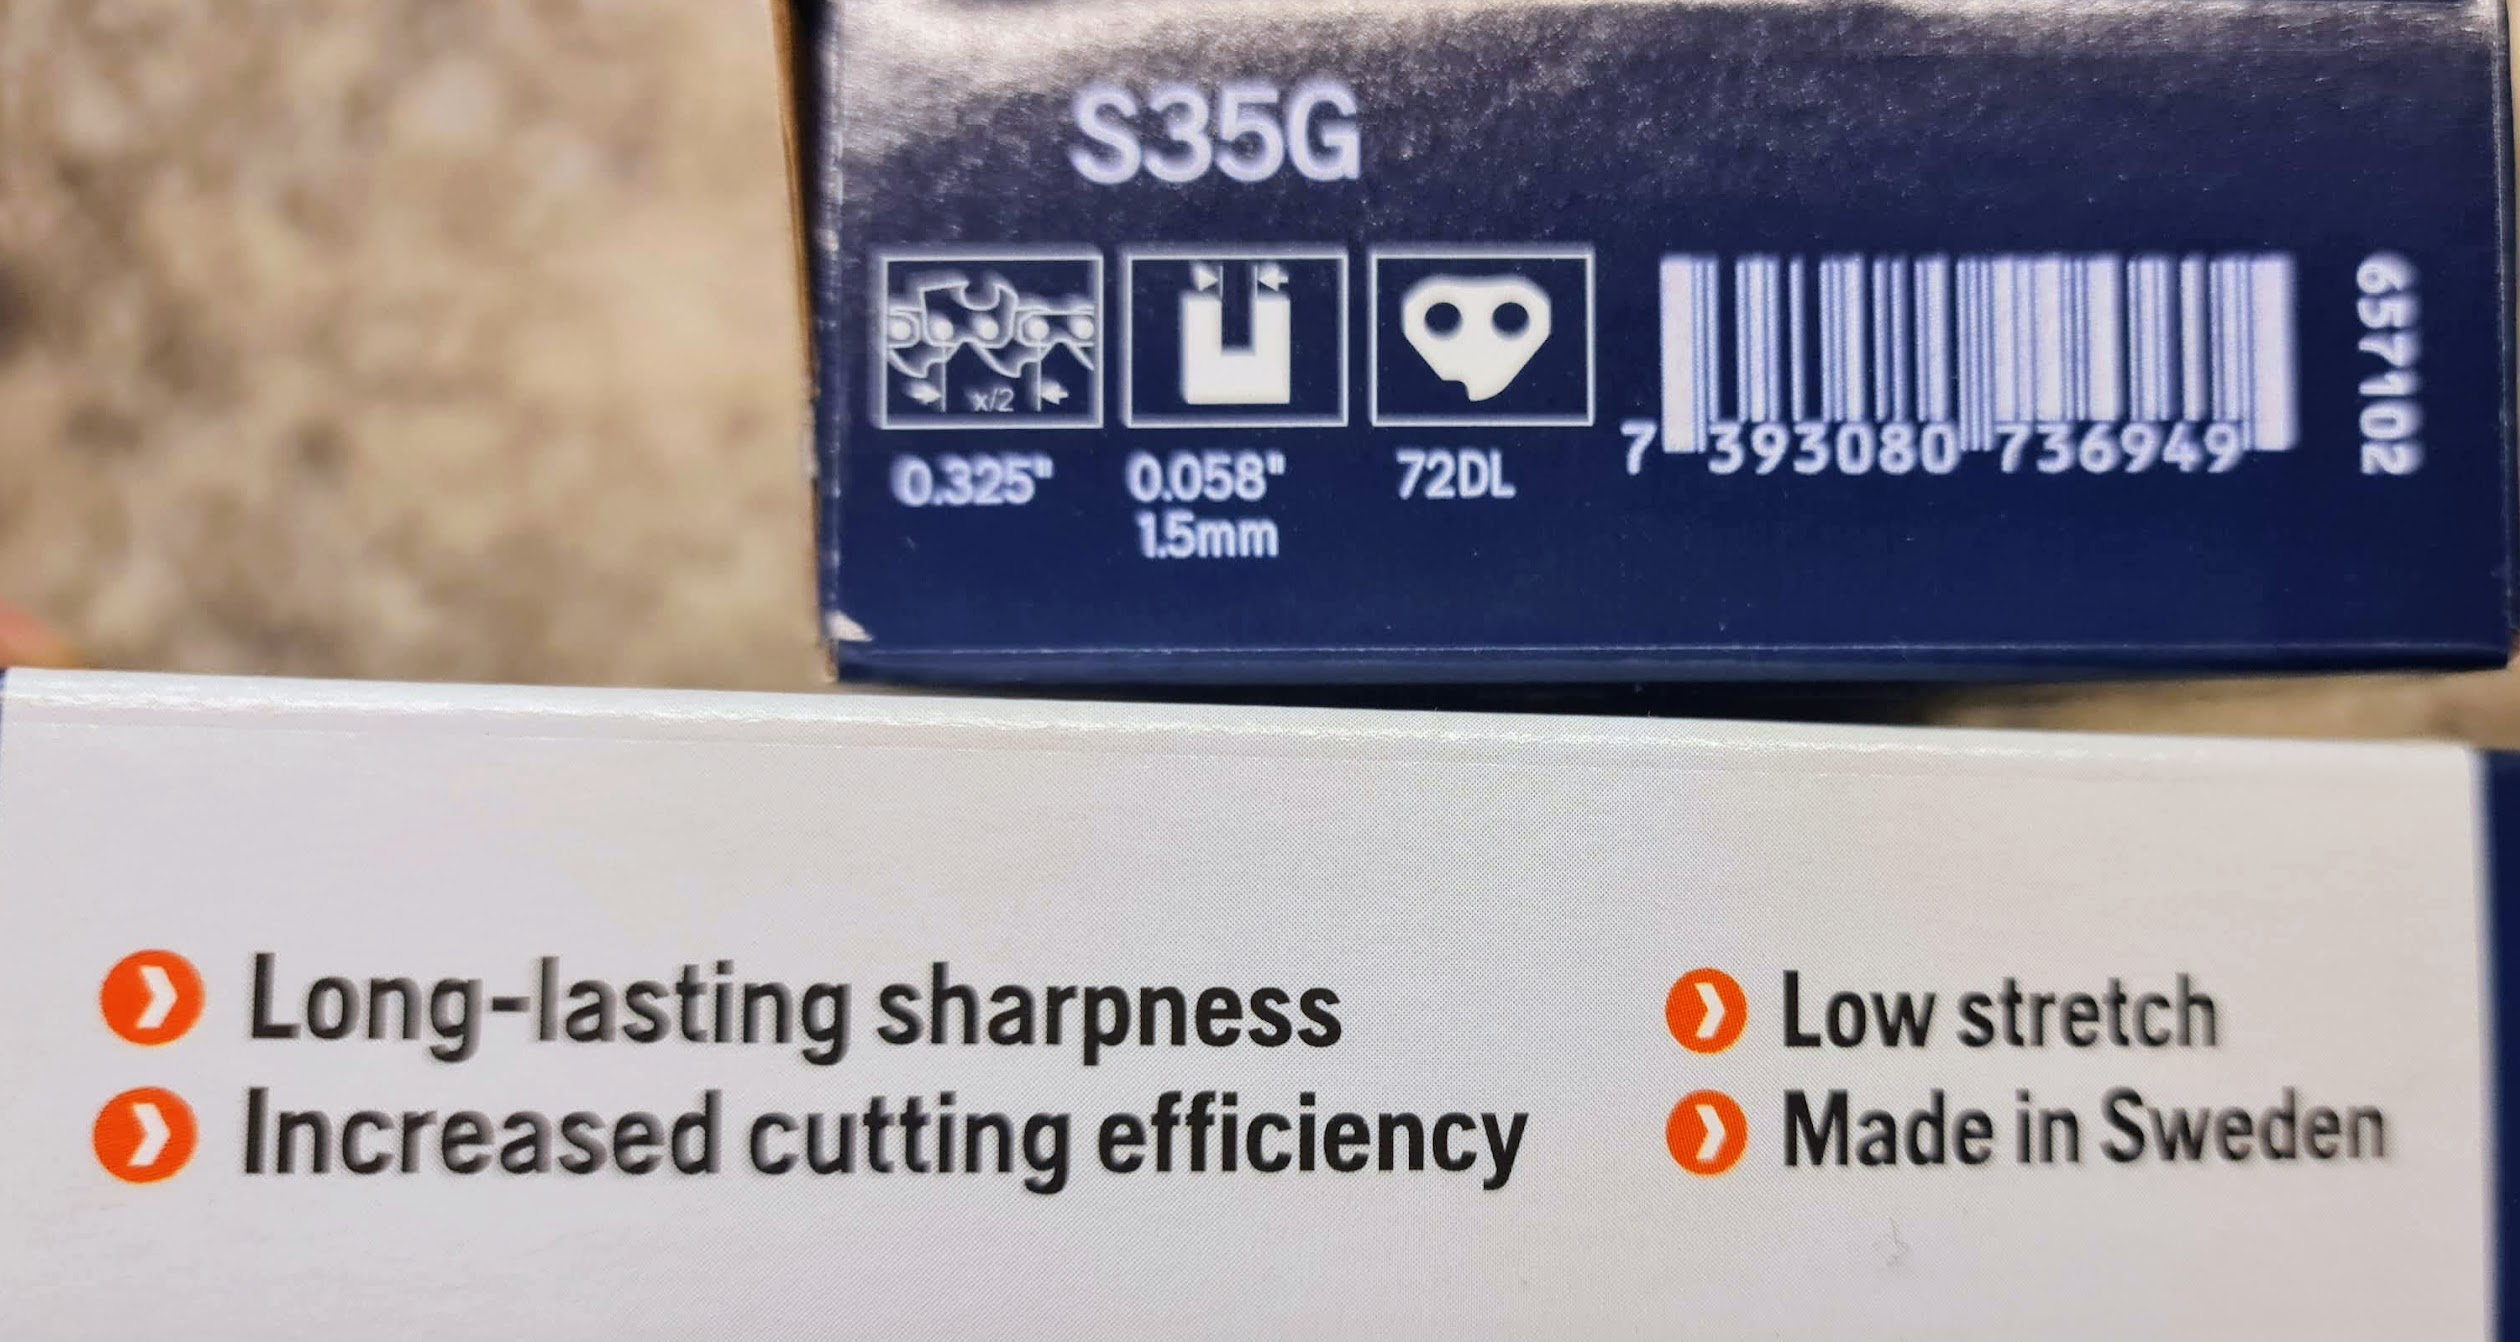 S35G
x/2
0.325"
0.058"
1.5mm
72DL
7 393080 736949
657102
Long-lasting sharpness
Increased cutting efficiency
Low stretch
Made in Sweden